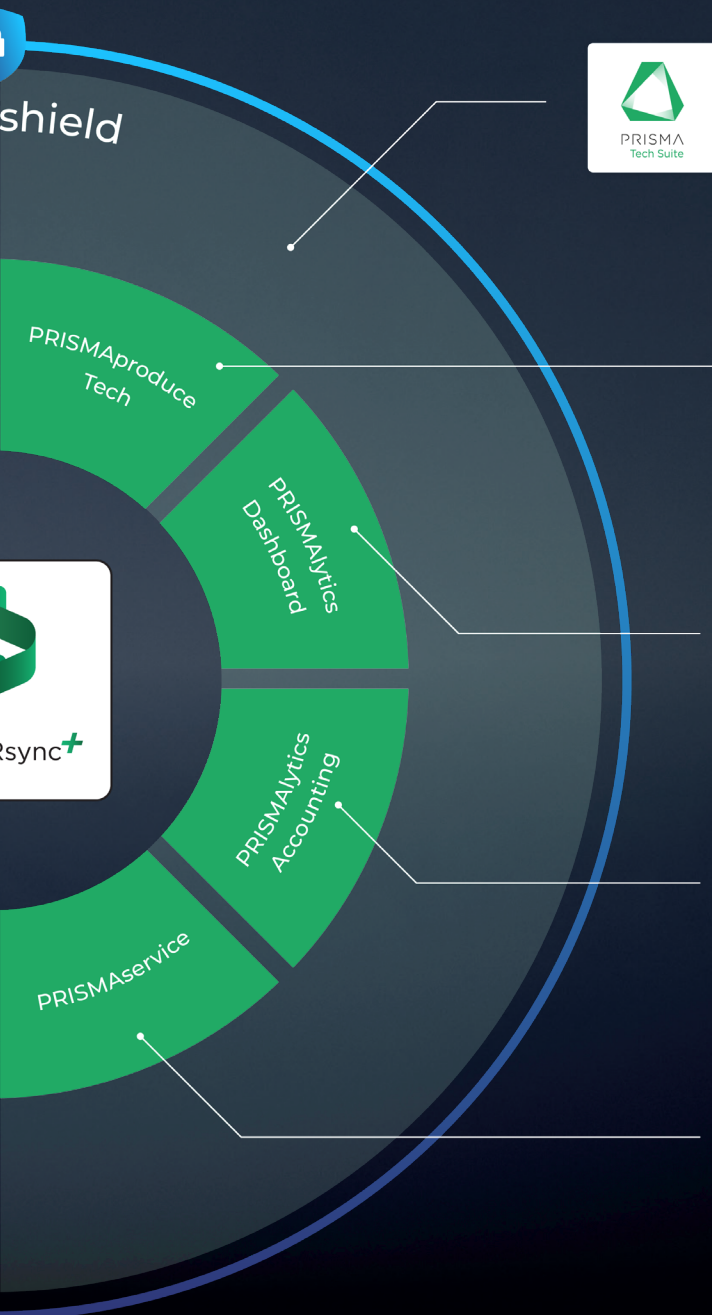 shield
PRISMA
Tech Suite
PRISMAproduce
Tech
PRISMAlytics
Dashboard
Rsync+
PRISMAlytics
Accounting
PRISMAservice